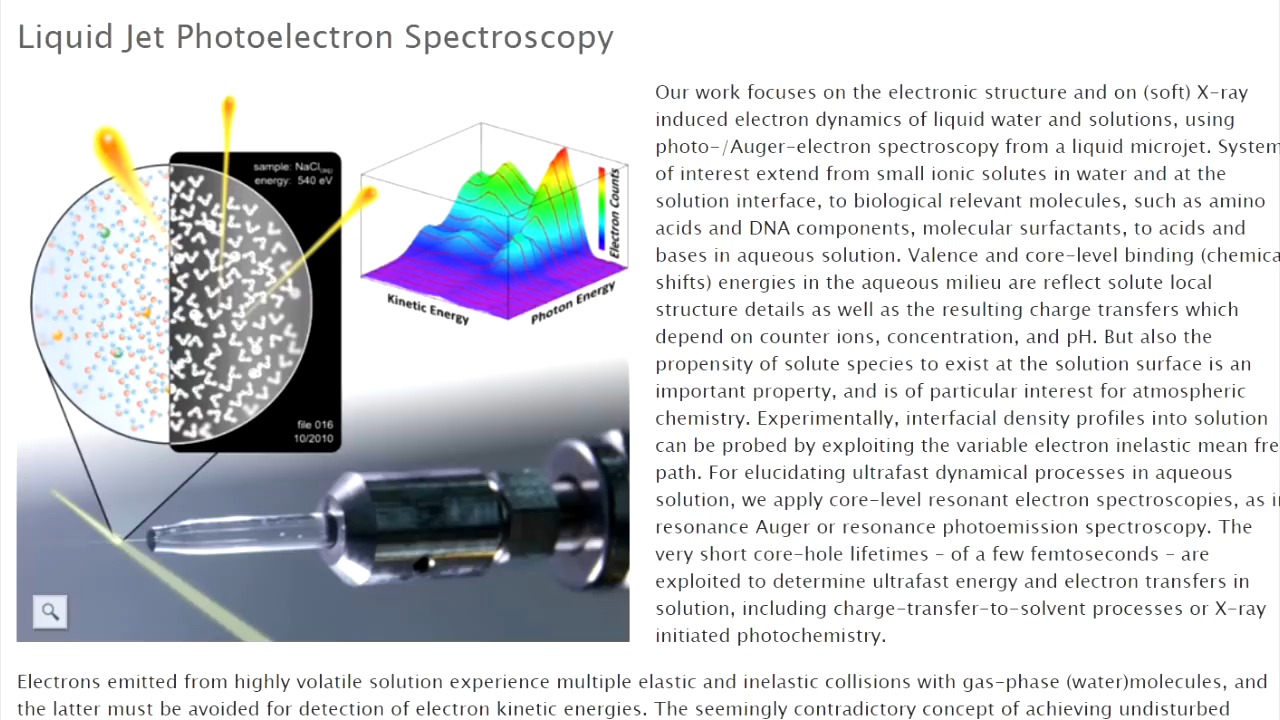 Liquid Jet Photoelectron Spectroscopy
sample: NaCl(aq)
energy: 540 eV
file 016
10/2010
Electron Counts
Kinetic Energy
Photon Energy
Our work focuses on the electronic structure and on (soft) X-ray
induced electron dynamics of liquid water and solutions, using
photo-/Auger-electron spectroscopy from a liquid microjet. System
of interest extend from small ionic solutes in water and at the
solution interface, to biological relevant molecules, such as amino
acids and DNA components, molecular surfactants, to acids and
bases in aqueous solution. Valence and core-level binding (chemica
shifts) energies in the aqueous milieu are reflect solute local
structure details as well as the resulting charge transfers which
depend on counter ions, concentration, and pH. But also the
propensity of solute species to exist at the solution surface is an
important property, and is of particular interest for atmospheric
chemistry. Experimentally, interfacial density profiles into solution
can be probed by exploiting the variable electron inelastic mean fre
path. For elucidating ultrafast dynamical processes in aqueous
solution, we apply core-level resonant electron spectroscopies, as i
resonance Auger or resonance photoemission spectroscopy. The
very short core-hole lifetimes - of a few femtoseconds - are
exploited to determine ultrafast energy and electron transfers in
solution, including charge-transfer-to-solvent processes or X-ray
initiated photochemistry.
Electrons emitted from highly volatile solution experience multiple elastic and inelastic collisions with gas-phase (water)molecules, and
the latter must be avoided for detection of electron kinetic energies. The seemingly contradictory concept of achieving undisturbed